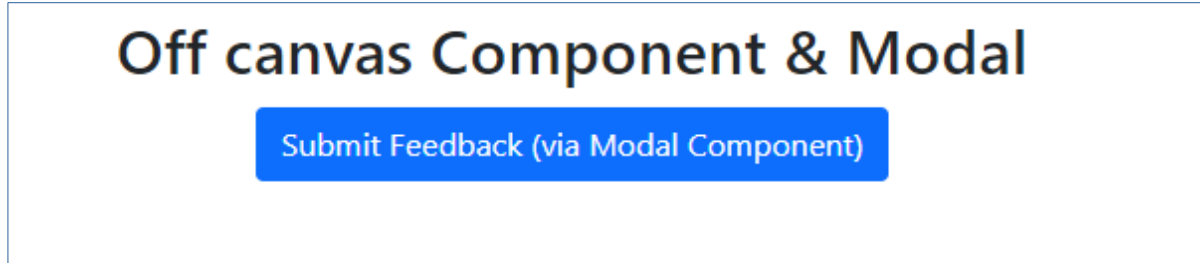 Off canvas Component & Modal
Submit Feedback (via Modal Component)